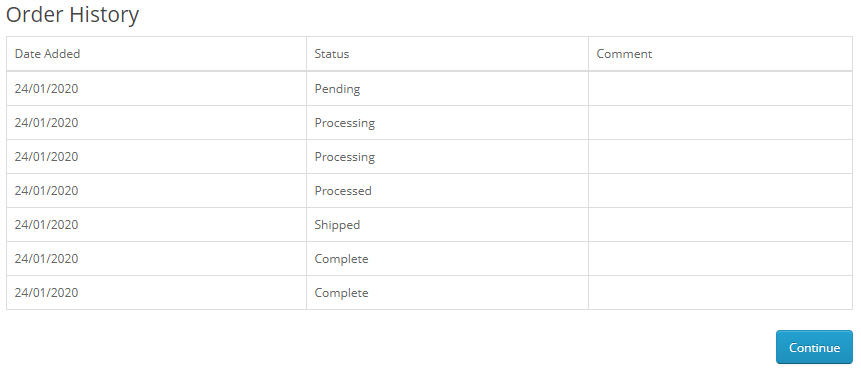 Order History
Date Added Status Comment
24/01/2020 Pending
24/01/2020 Processing
24/01/2020 Processing
24/01/2020 Processed
24/01/2020 Shipped
24/01/2020 Complete
24/01/2020 Complete
Continue